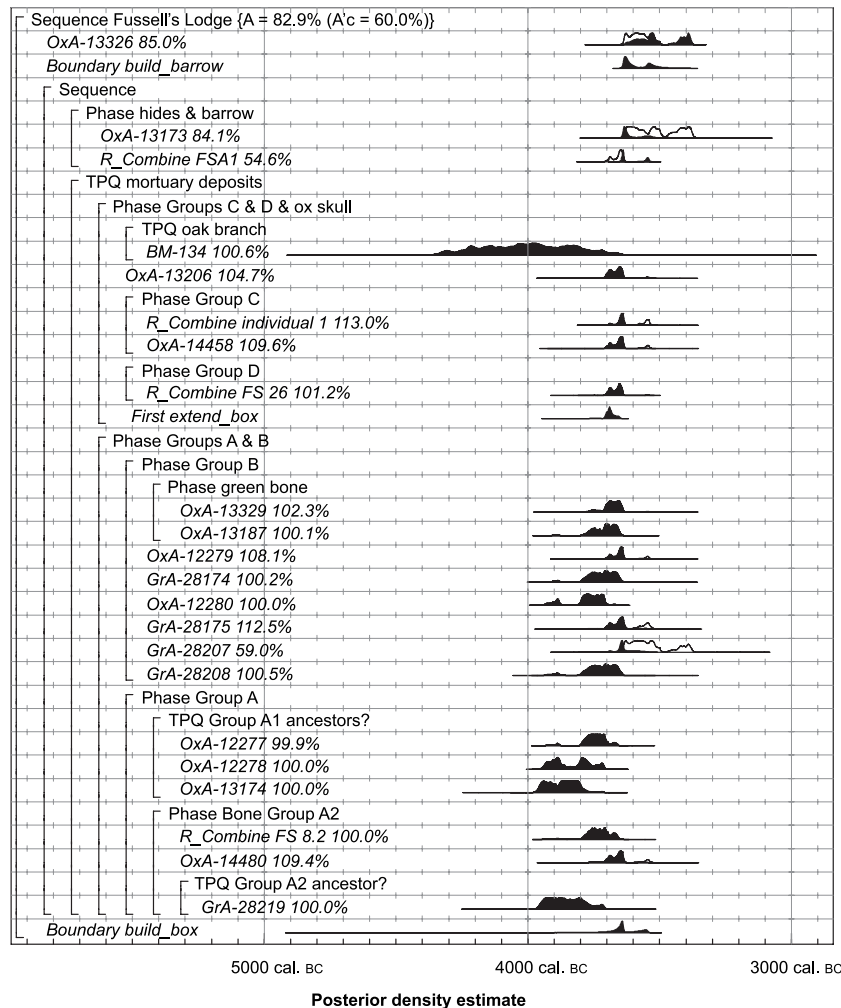 Sequence Fussell's Lodge {A = 82.9% (A'c = 60.0%)}
OxA-13326 85.0%
Boundary build_barrow
Sequence
Phase hides & barrow
OxA-13173 84.1%
R_Combine FSA1 54.6%
TPQ mortuary deposits
Phase Groups C & D & ox skull
TPQ oak branch
BM-134 100.6%
OxA-13206 104.7%
Phase Group C
R_Combine individual 1 113.0%
OxA-14458 109.6%
Phase Group D
R_Combine FS 26 101.2%
First extend_box
Phase Groups A & B
Phase Group B
Phase green bone
OxA-13329 102.3%
OxA-13187 100.1%
OxA-12279 108.1%
GrA-28174 100.2%
OxA-12280 100.0%
GrA-28175 112.5%
GrA-28207 59.0%
GrA-28208 100.5%
Phase Group A
TPQ Group A1 ancestors?
OxA-12277 99.9%
OxA-12278 100.0%
OxA-13174 100.0%
Phase Bone Group A2
R_Combine FS 8.2 100.0%
OxA-14480 109.4%
TPQ Group A2 ancestor?
GrA-28219 100.0%
Boundary build_box
5000 cal. BC 4000 cal. BC 3000 cal. BC
Posterior density estimate